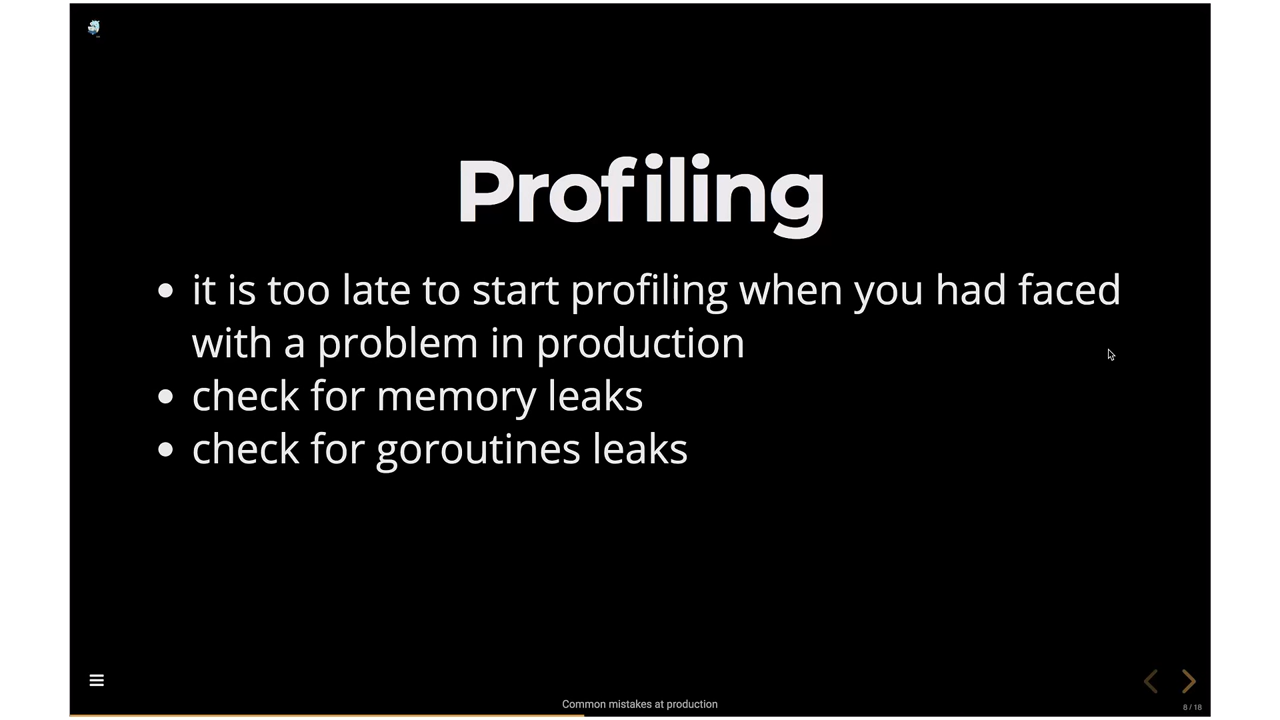 Profiling
• it is too late to start profiling when you had faced
with a problem in production
• check for memory leaks
• check for goroutines leaks
Common mistakes at production
8 / 18